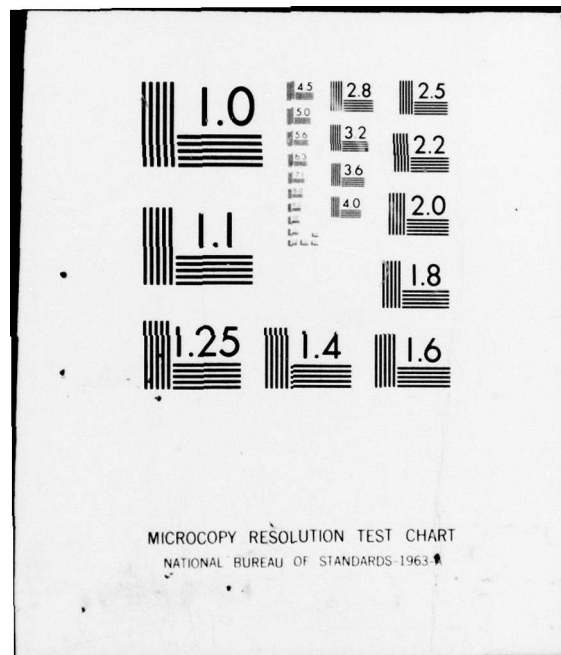 1.0
4.5 2.8 2.5
5.0
5.6 3.2 2.2
6.3
3.6
4.0 2.0
1.1
1.8
1.25 1.4 1.6
MICROCOPY RESOLUTION TEST CHART
NATIONAL BUREAU OF STANDARDS-1963-A